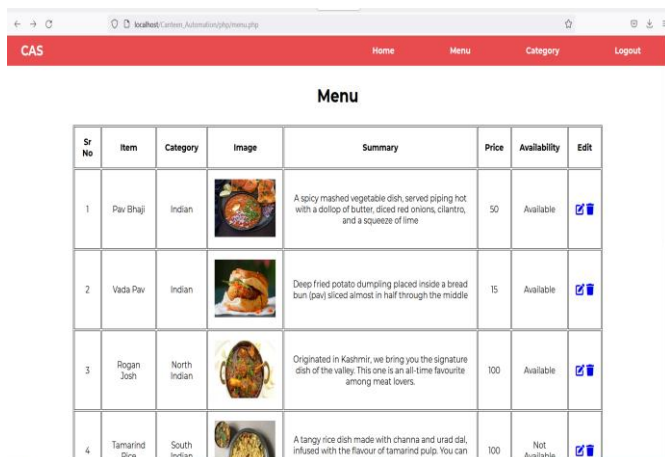 localhost/Canteen_Automation/php/menu.php
CAS Home Menu Category Logout
Menu
Sr No Item Category Image Summary Price Availability Edit
1 Pav Bhaji Indian A spicy mashed vegetable dish, served piping hot with a dollop of butter, diced red onions, cilantro, and a squeeze of lime 50 Available
2 Vada Pav Indian Deep fried potato dumpling placed inside a bread bun (pav) sliced almost in half through the middle 15 Available
3 Rogan Josh North Indian Originated in Kashmir, we bring you the signature dish of the valley. This one is an all-time favourite among meat lovers. 100 Available
4 Tamarind Rice South Indian A tangy rice dish made with channa and urad dal, infused with the flavour of tamarind pulp. You can 100 Not Available